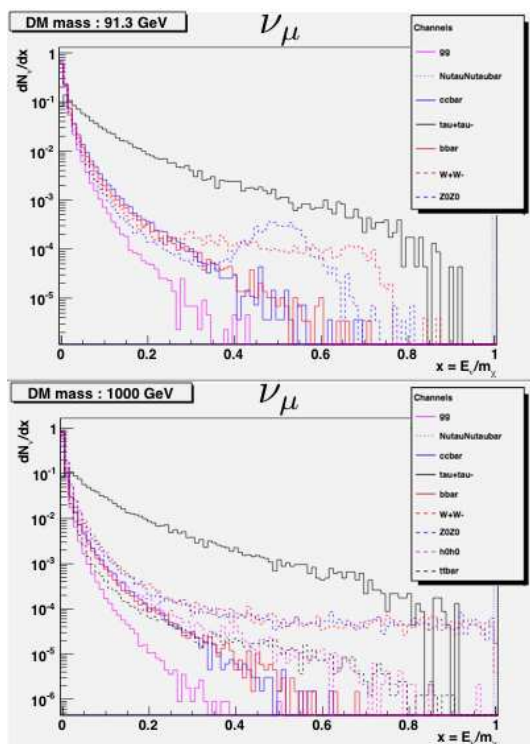 DM mass : 91.3 GeV
ν_μ
dN_ν/dx
1
10⁻¹
10⁻²
10⁻³
10⁻⁴
10⁻⁵
0
0.2
0.4
0.6
0.8
1
x = E_ν/m_χ
Channels
gg
NutauNutaubar
ccbar
tau+tau-
bbar
W+W-
Z0Z0
DM mass : 1000 GeV
ν_μ
dN_ν/dx
1
10⁻¹
10⁻²
10⁻³
10⁻⁴
10⁻⁵
10⁻⁶
0
0.2
0.4
0.6
0.8
1
x = E_ν/m_χ
Channels
gg
NutauNutaubar
ccbar
tau+tau-
bbar
W+W-
Z0Z0
h0h0
ttbar